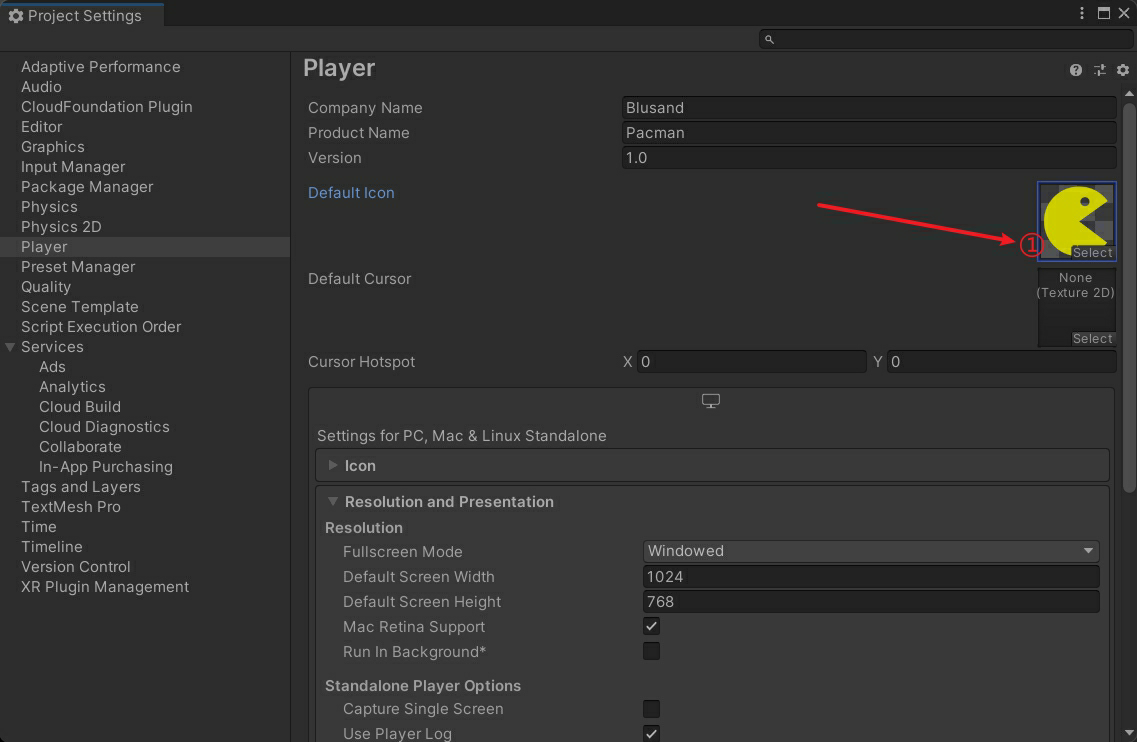 Project Settings
Adaptive Performance
Audio
CloudFoundation Plugin
Editor
Graphics
Input Manager
Package Manager
Physics
Physics 2D
Player
Preset Manager
Quality
Scene Template
Script Execution Order
Services
Ads
Analytics
Cloud Build
Cloud Diagnostics
Collaborate
In-App Purchasing
Tags and Layers
TextMesh Pro
Time
Timeline
Version Control
XR Plugin Management
Player
Company Name Blusand
Product Name Pacman
Version 1.0
Default Icon
① Select
Default Cursor
None
(Texture 2D)
Select
Cursor Hotspot X 0 Y 0
Settings for PC, Mac & Linux Standalone
Icon
Resolution and Presentation
Resolution
Fullscreen Mode Windowed
Default Screen Width 1024
Default Screen Height 768
Mac Retina Support
Run In Background*
Standalone Player Options
Capture Single Screen
Use Player Log